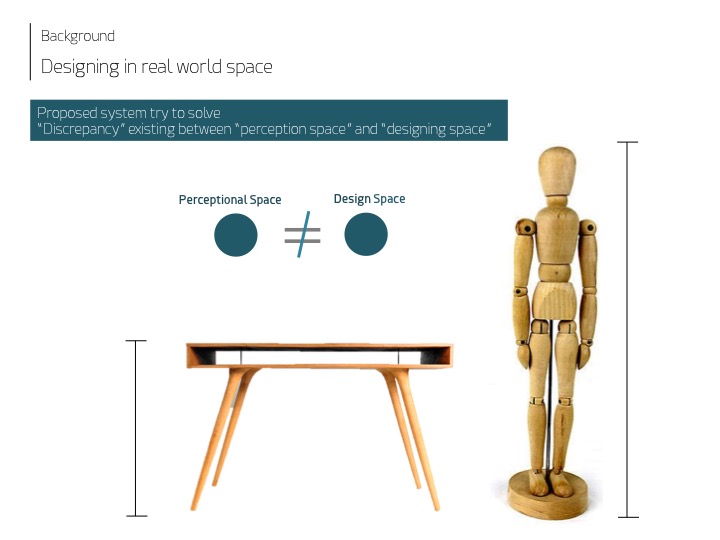 Background
Designing in real world space
Proposed system try to solve
"Discrepancy" existing between "perception space" and "designing space"
Perceptional Space
Design Space